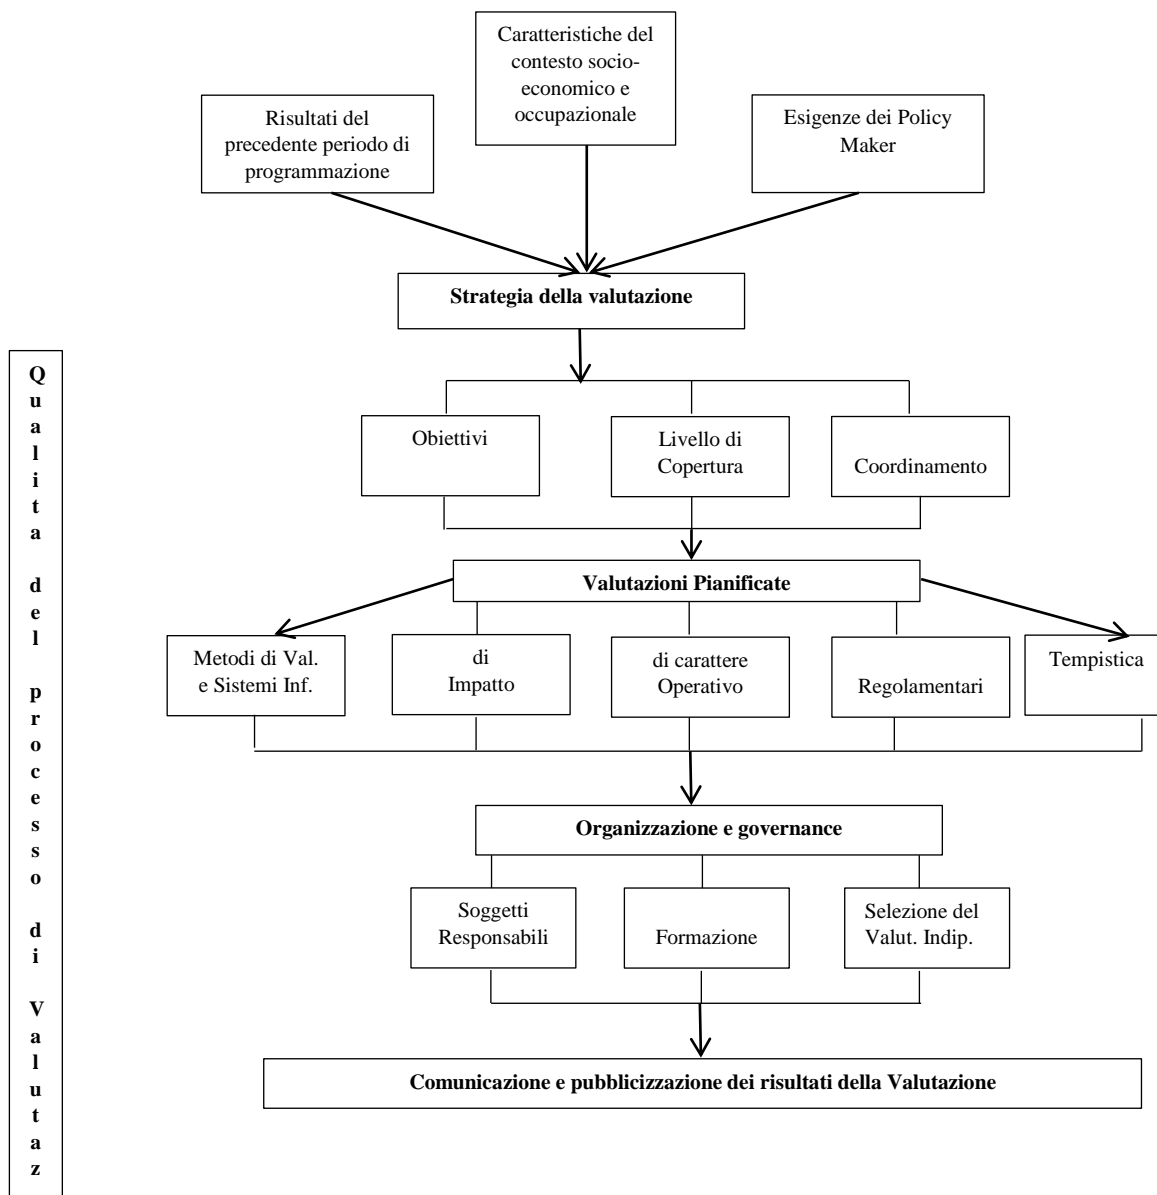 Caratteristiche del
contesto socio-
economico e
occupazionale
Risultati del
precedente periodo di
programmazione
Esigenze dei Policy
Maker
Strategia della valutazione
Qualita del processo di Valutaz
Obiettivi
Livello di
Copertura
Coordinamento
Valutazioni Pianificate
Metodi di Val.
e Sistemi Inf.
di
Impatto
di carattere
Operativo
Regolamentari
Tempistica
Organizzazione e governance
Soggetti
Responsabili
Formazione
Selezione del
Valut. Indip.
Comunicazione e pubblicizzazione dei risultati della Valutazione